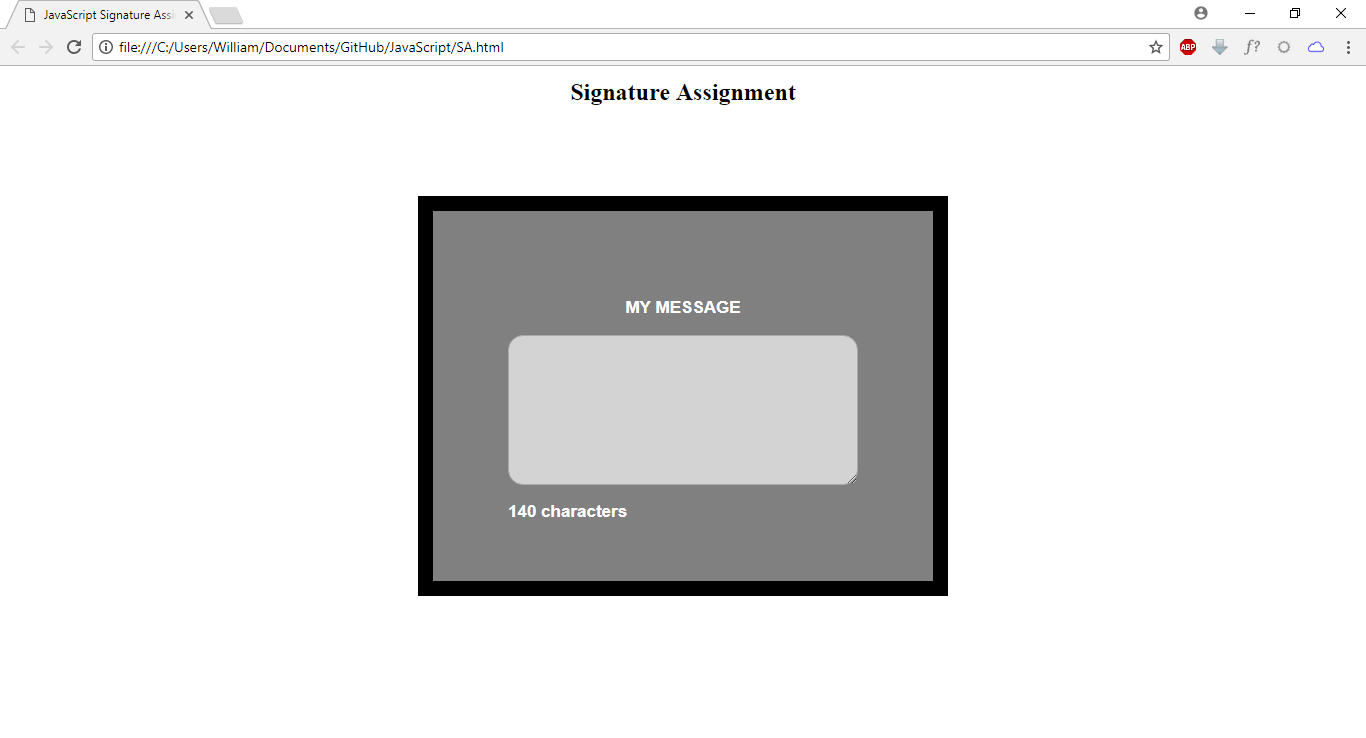 JavaScript Signature Assi
file:///C:/Users/William/Documents/GitHub/JavaScript/SA.html
ABP
f?
Signature Assignment
MY MESSAGE
140 characters